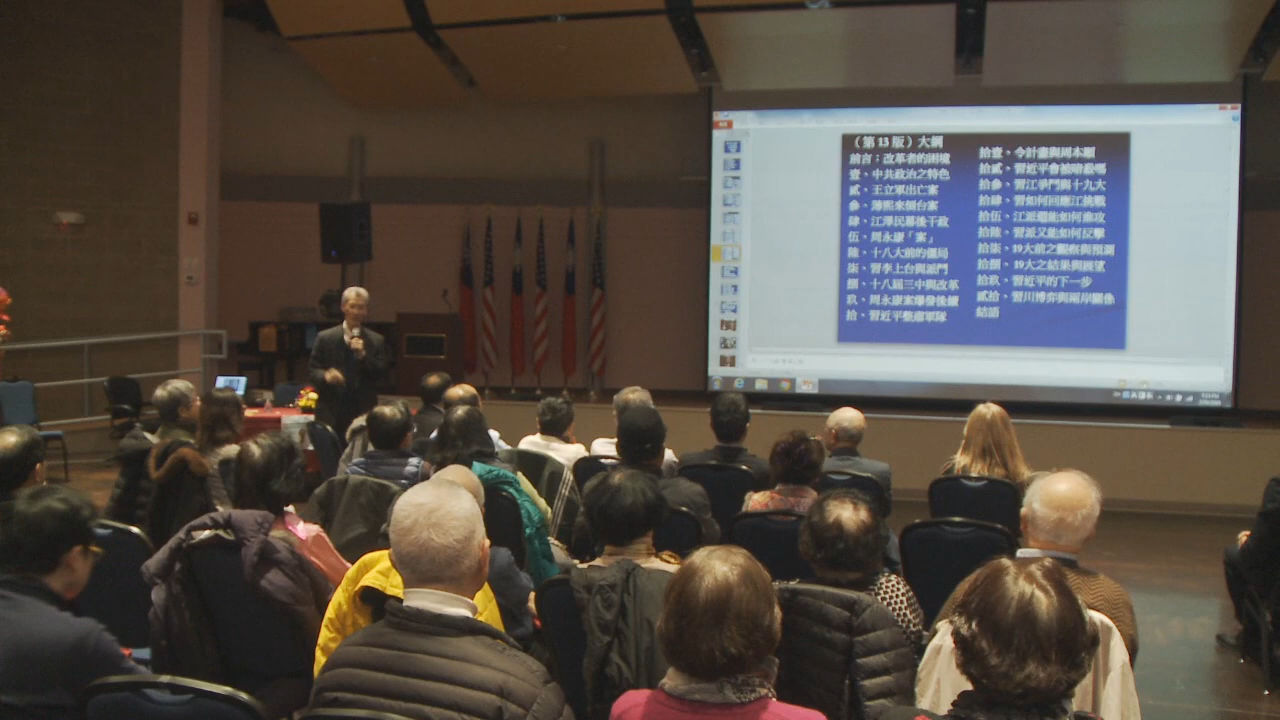 (第13版)大綱
前言:改革者的困境
壹、中共政治之特色
貳、王立軍出亡案
參、薄熙來倒台案
肆、江澤民幕後干政
伍、周永康「案」
陸、十八大前的僵局
柒、習李上台與派鬥
捌、十八屆三中與改革
玖、周永康案爆發後續
拾、習近平整肅軍隊
拾壹、令計畫與周本順
拾貳、習近平會被暗殺嗎
拾參、習江爭鬥與十九大
拾肆、習如何回應江挑戰
拾伍、江派還能如何進攻
拾陸、習派又能如何反擊
拾柒、19大前之觀察與預測
拾捌、19大之結果與展望
拾玖、習近平的下一步
貳拾、習川博弈與兩岸關係
結語